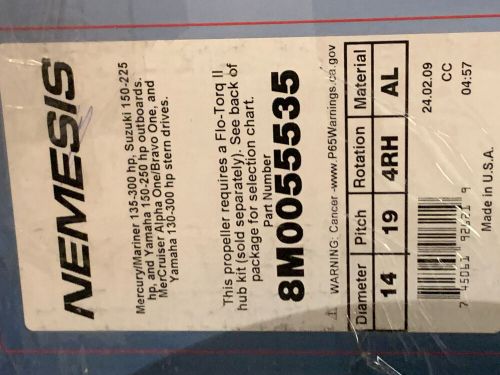 NEMESIS
Mercury/Mariner 135-300 hp, Suzuki 150-225
hp, and Yamaha 150-250 hp outboards.
MerCruiser Alpha One/Bravo One, and
Yamaha 130-300 hp stern drives.
This propeller requires a Flo-Torq II
hub kit (sold separately). See back of
package for selection chart.
Part Number
8M0055535
WARNING: Cancer -www.P65Warnings.ca.gov
Diameter Pitch Rotation Material
14 19 4RH AL
24.02.09
CC
04:57
Made in U.S.A.